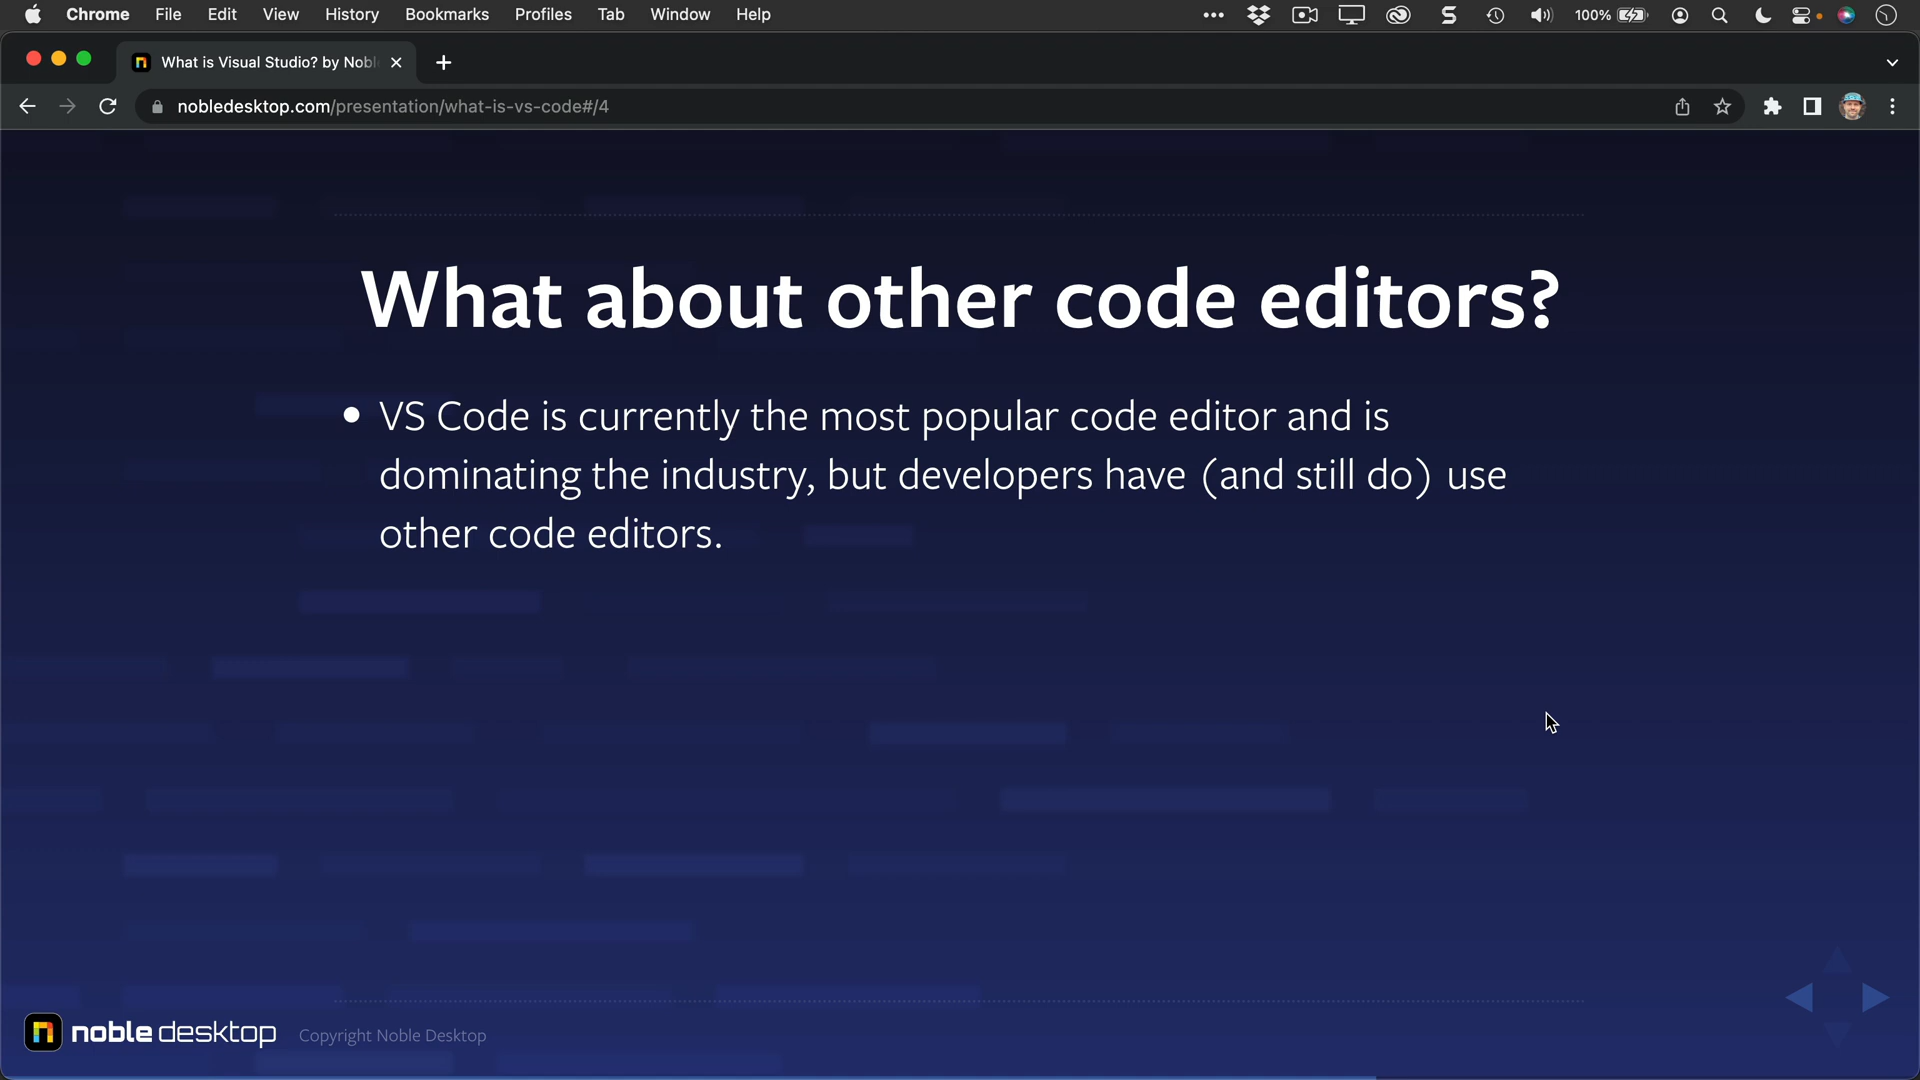 Chrome File Edit View History Bookmarks Profiles Tab Window Help 100%
What is Visual Studio? by Nobl
nobledesktop.com/presentation/what-is-vs-code#/4
What about other code editors?
• VS Code is currently the most popular code editor and is
dominating the industry, but developers have (and still do) use
other code editors.
noble desktop Copyright Noble Desktop